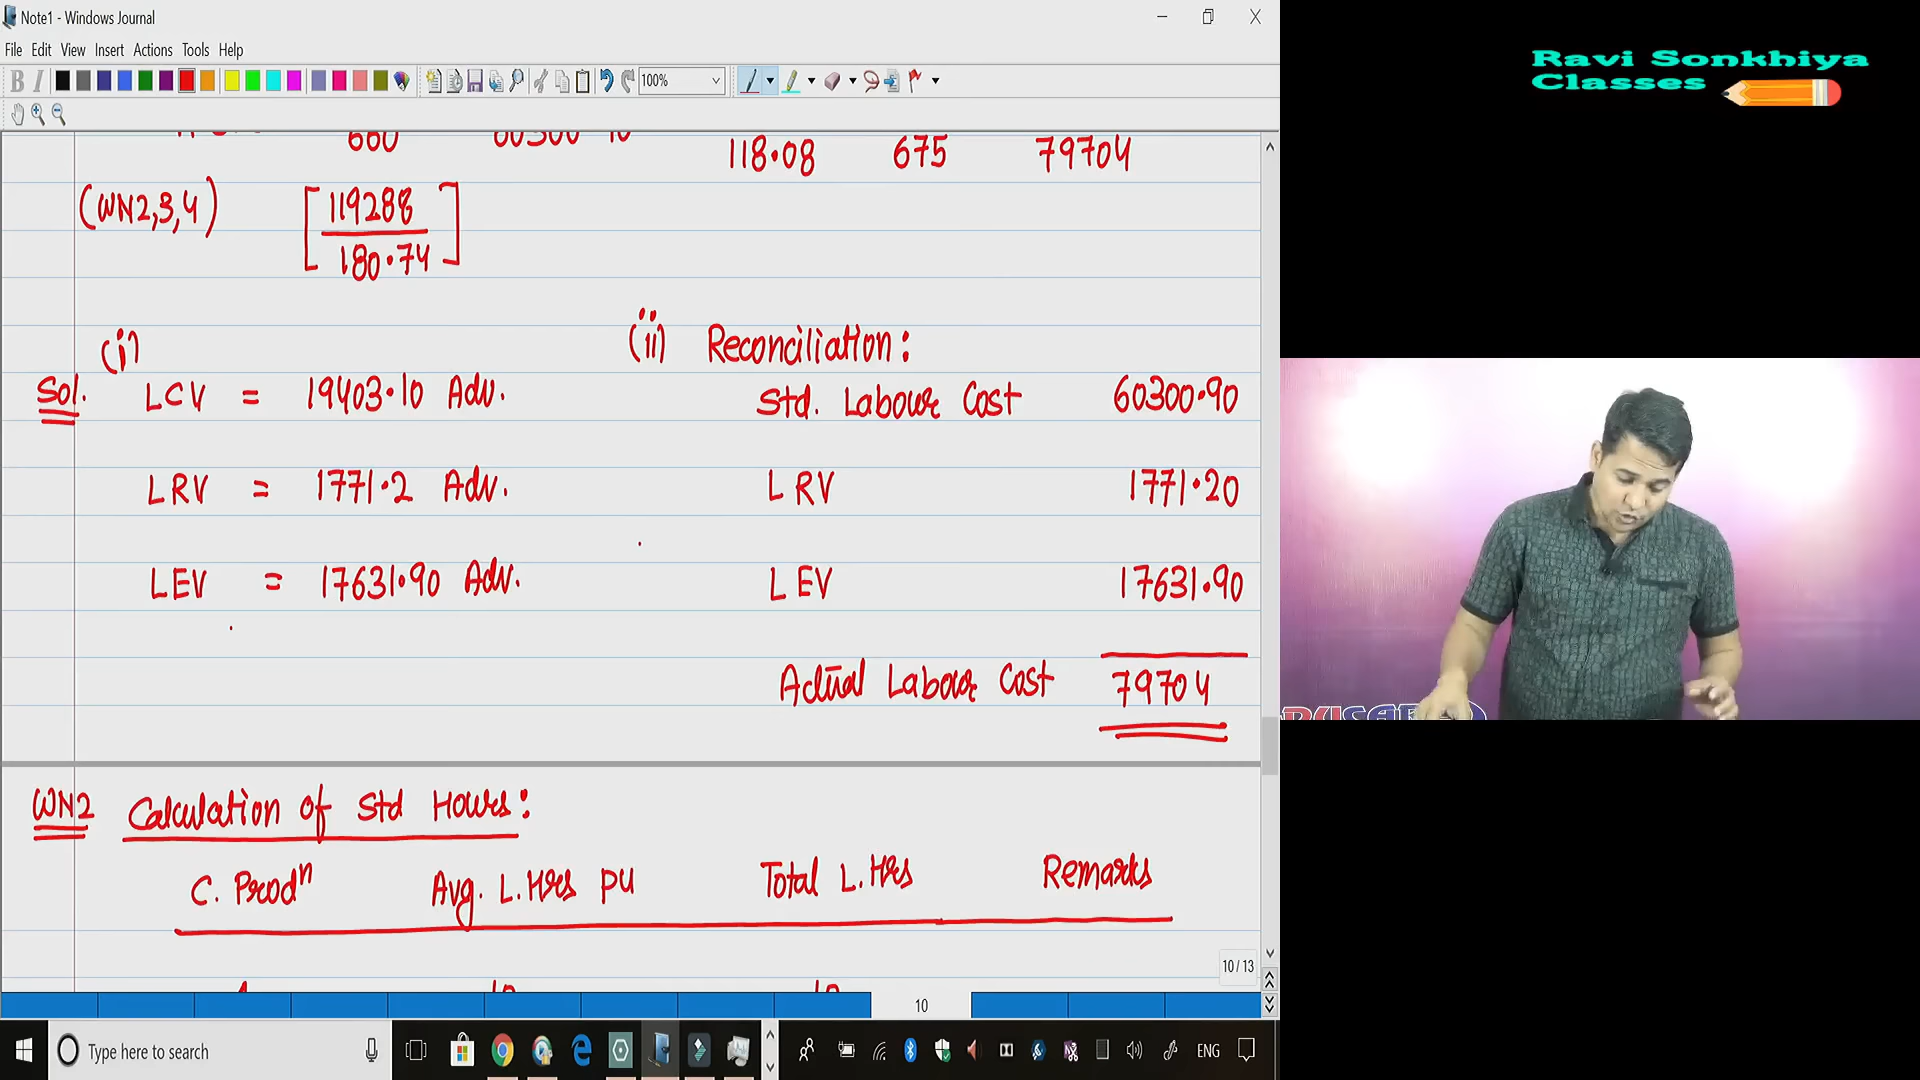 Note1 - Windows Journal
File Edit View Insert Actions Tools Help
B I
100%
Ravi Sonkhiya
Classes
660 60300.90
118.08 675 79704
(WN2,3,4) [119288
180.74]
(i) (ii) Reconciliation:
Sol. LCV = 19403.10 Adv. Std. Labour Cost 60300.90
LRV = 1771.2 Adv. LRV 1771.20
LEV = 17631.90 Adv. LEV 17631.90
Actual Labour Cost 79704
WN2 Calculation of Std Hours:
C. Prodn Avg. L.Hrs PU Total L.Hrs Remarks
10 / 13
10
Type here to search
ENG